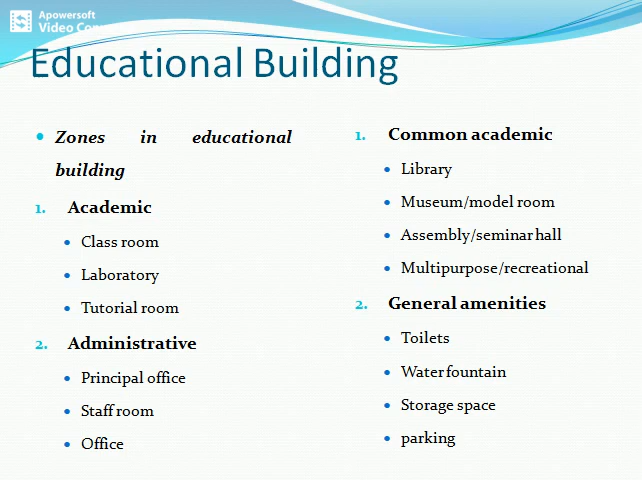 Apowersoft
Video Con
Educational Building
• Zones in educational
building
1. Academic
• Class room
• Laboratory
• Tutorial room
2. Administrative
• Principal office
• Staff room
• Office
1. Common academic
• Library
• Museum/model room
• Assembly/seminar hall
• Multipurpose/recreational
2. General amenities
• Toilets
• Water fountain
• Storage space
• parking